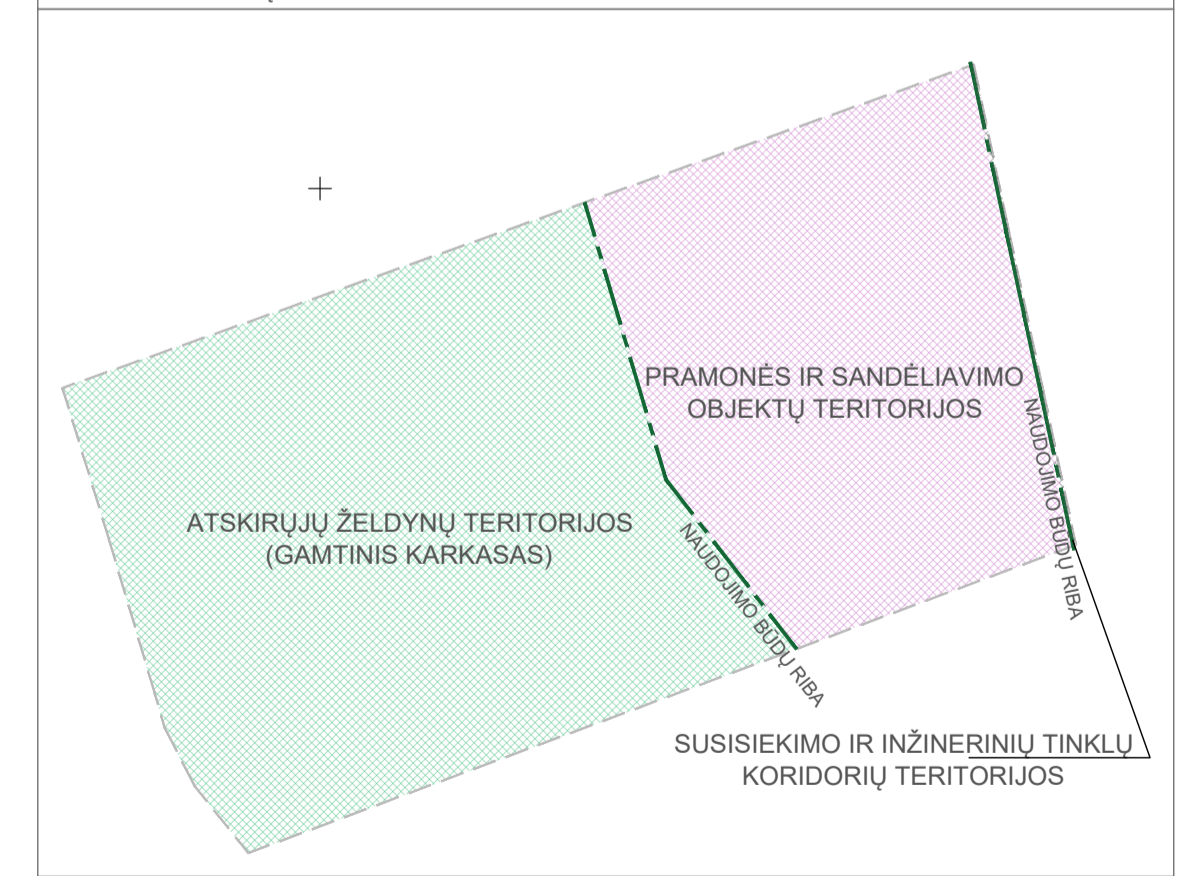 PRAMONĖS IR SANDĖLIAVIMO
OBJEKTŲ TERITORIJOS
NAUDOJIMO BŪDŲ RIBA
ATSKIRŲJŲ ŽELDYNŲ TERITORIJOS
(GAMTINIS KARKASAS)
NAUDOJIMO BŪDŲ RIBA
SUSISIEKIMO IR INŽINERINIŲ TINKLŲ
KORIDORIŲ TERITORIJOS